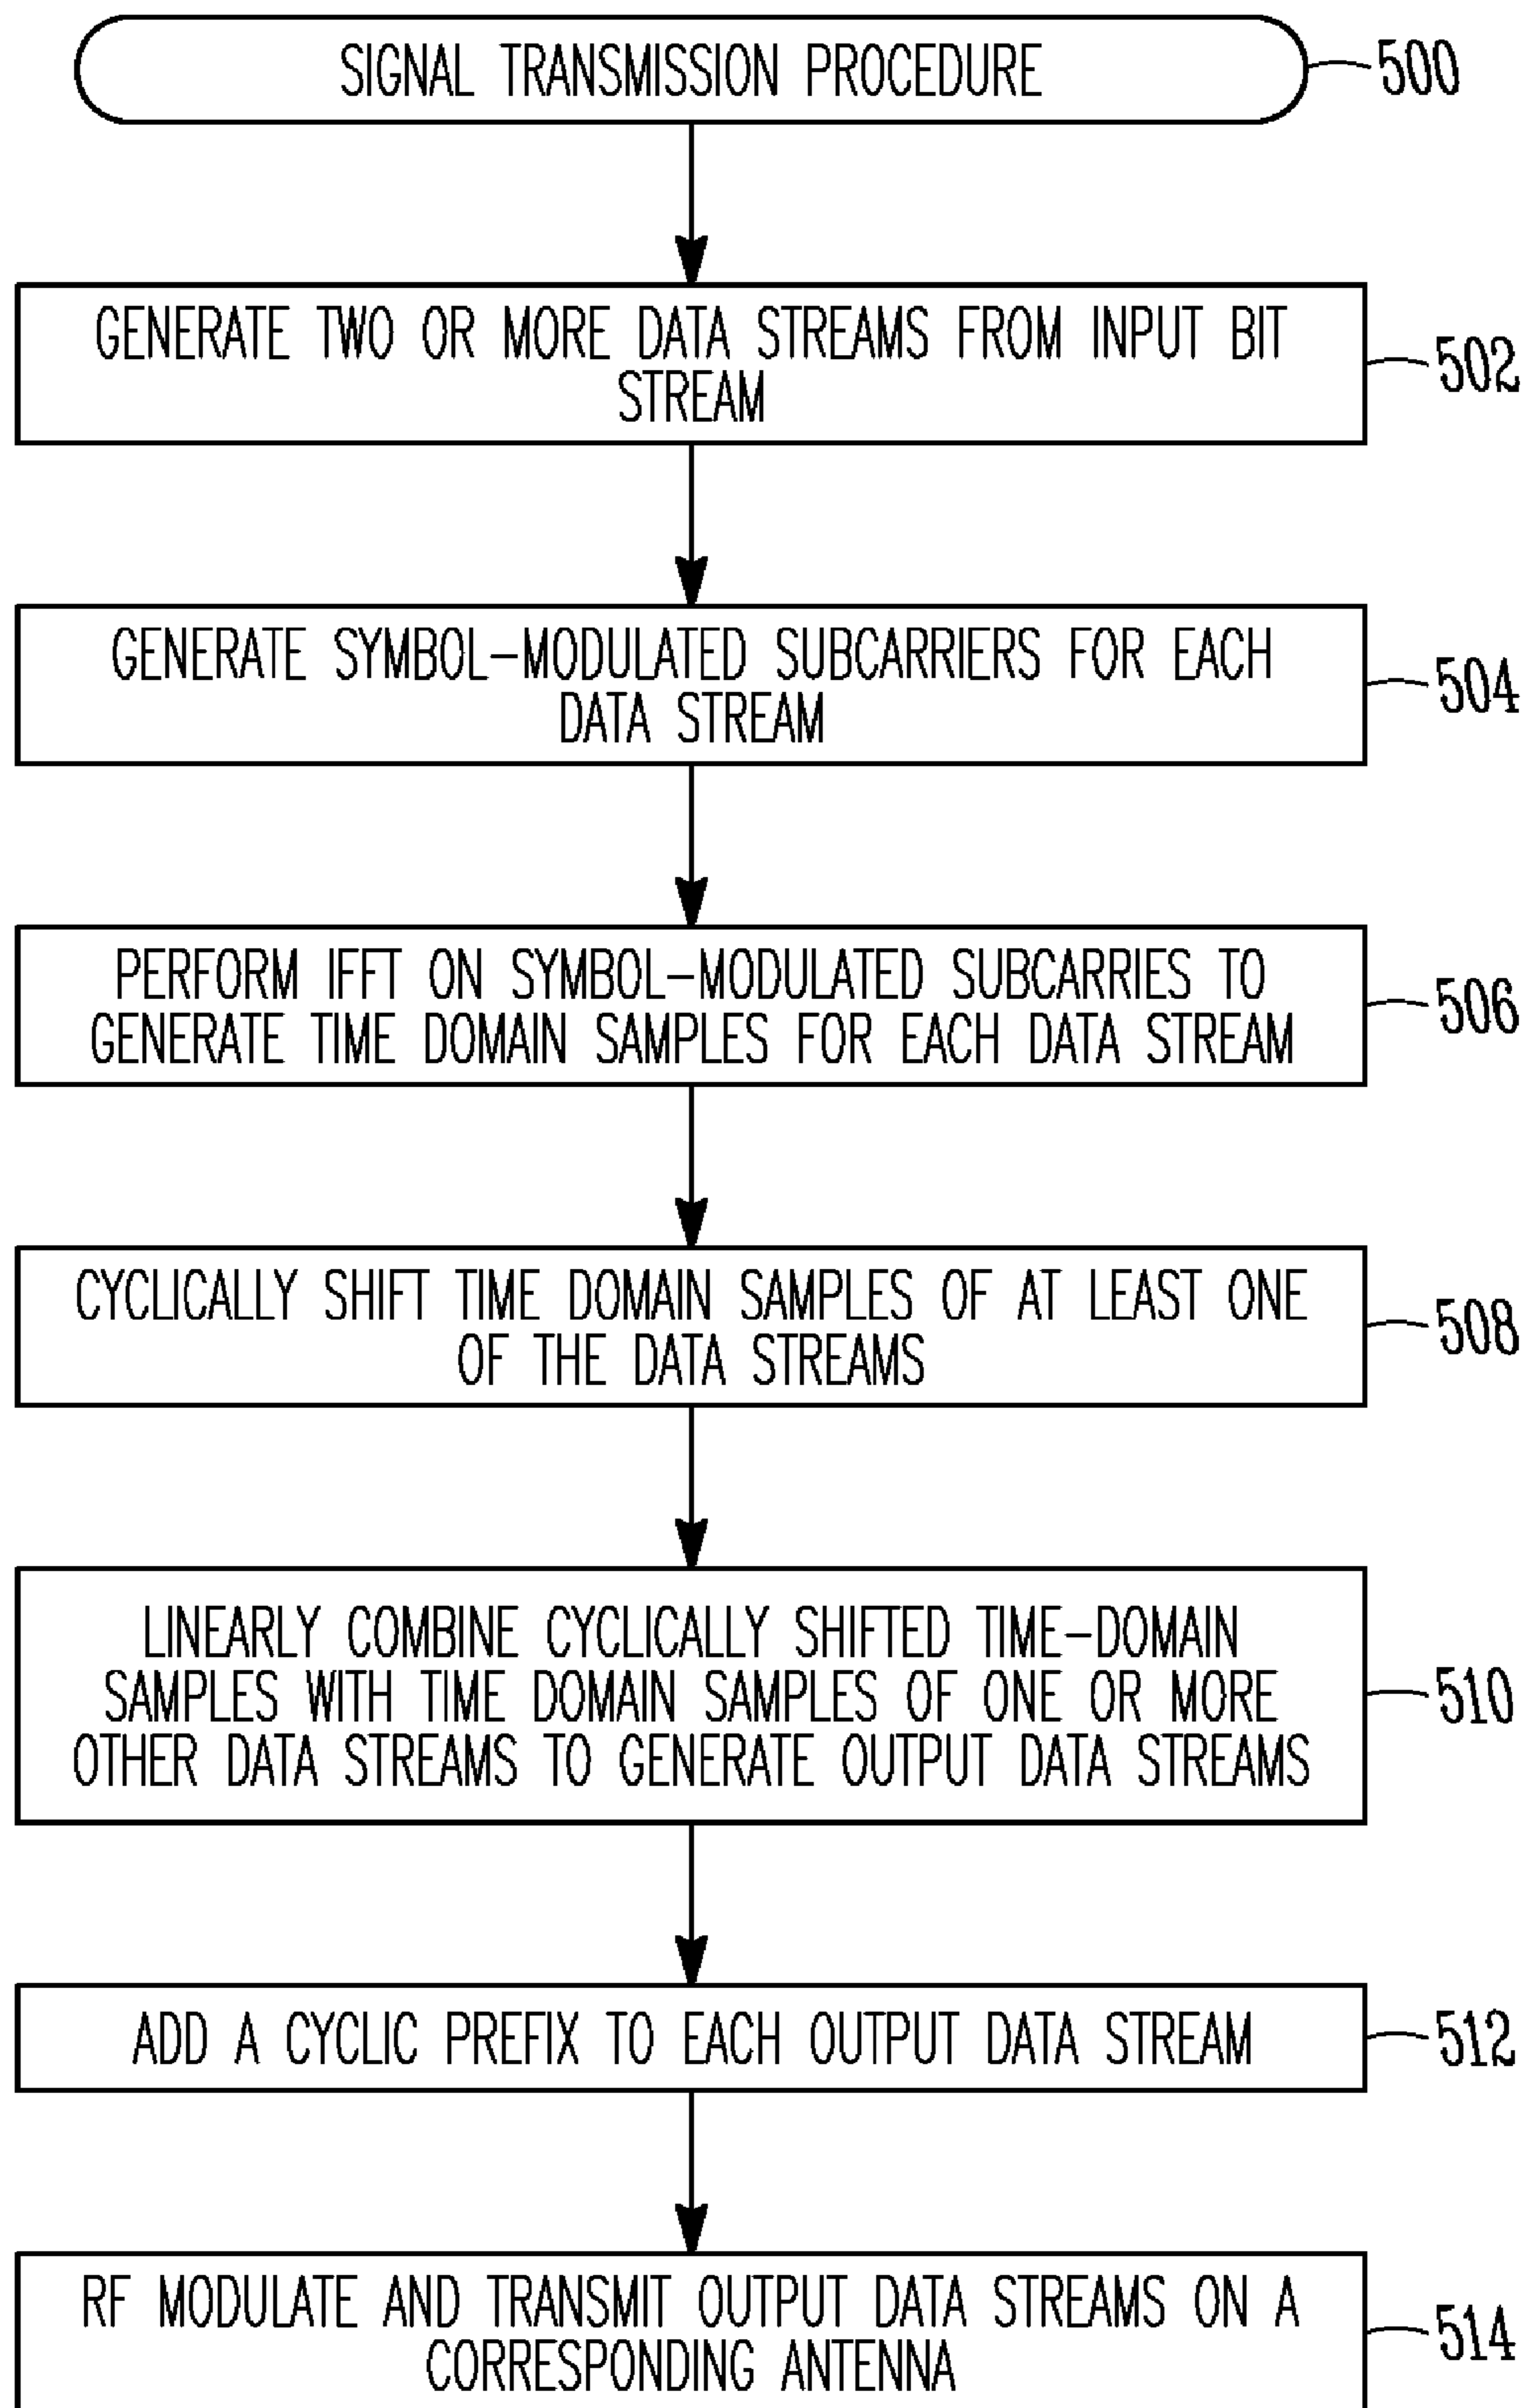 SIGNAL TRANSMISSION PROCEDURE
500
GENERATE TWO OR MORE DATA STREAMS FROM INPUT BIT
STREAM
502
GENERATE SYMBOL-MODULATED SUBCARRIERS FOR EACH
DATA STREAM
504
PERFORM IFFT ON SYMBOL-MODULATED SUBCARRIES TO
GENERATE TIME DOMAIN SAMPLES FOR EACH DATA STREAM
506
CYCLICALLY SHIFT TIME DOMAIN SAMPLES OF AT LEAST ONE
OF THE DATA STREAMS
508
LINEARLY COMBINE CYCLICALLY SHIFTED TIME-DOMAIN
SAMPLES WITH TIME DOMAIN SAMPLES OF ONE OR MORE
OTHER DATA STREAMS TO GENERATE OUTPUT DATA STREAMS
510
ADD A CYCLIC PREFIX TO EACH OUTPUT DATA STREAM
512
RF MODULATE AND TRANSMIT OUTPUT DATA STREAMS ON A
CORRESPONDING ANTENNA
514